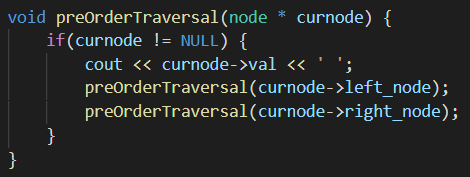 void preOrderTraversal(node * curnode) {
    if(curnode != NULL) {
        cout << curnode->val << ' ';
        preOrderTraversal(curnode->left_node);
        preOrderTraversal(curnode->right_node);
    }
}